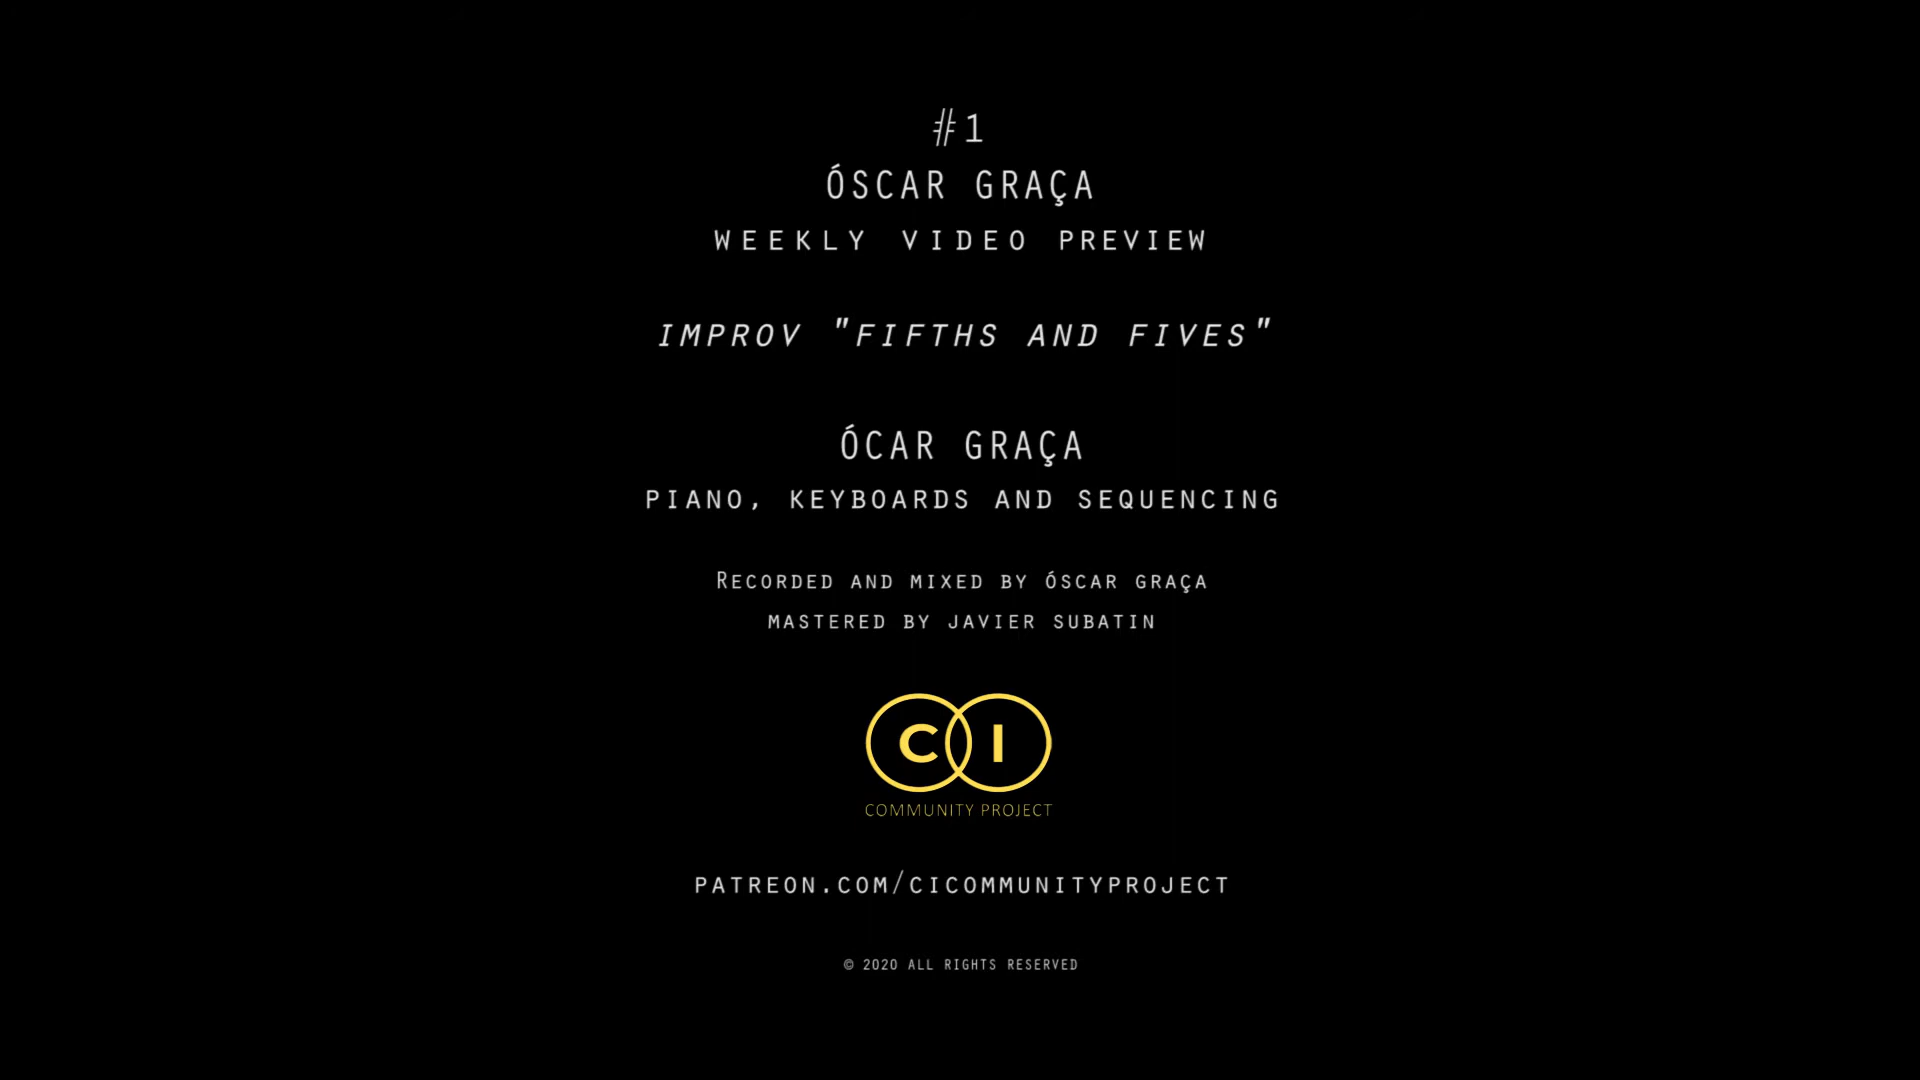 #1
ÓSCAR GRAÇA
WEEKLY VIDEO PREVIEW
IMPROV "FIFTHS AND FIVES"
ÓCAR GRAÇA
PIANO, KEYBOARDS AND SEQUENCING
RECORDED AND MIXED BY ÓSCAR GRAÇA
MASTERED BY JAVIER SUBATIN
C I
COMMUNITY PROJECT
PATREON.COM/CICOMMUNITYPROJECT
© 2020 ALL RIGHTS RESERVED